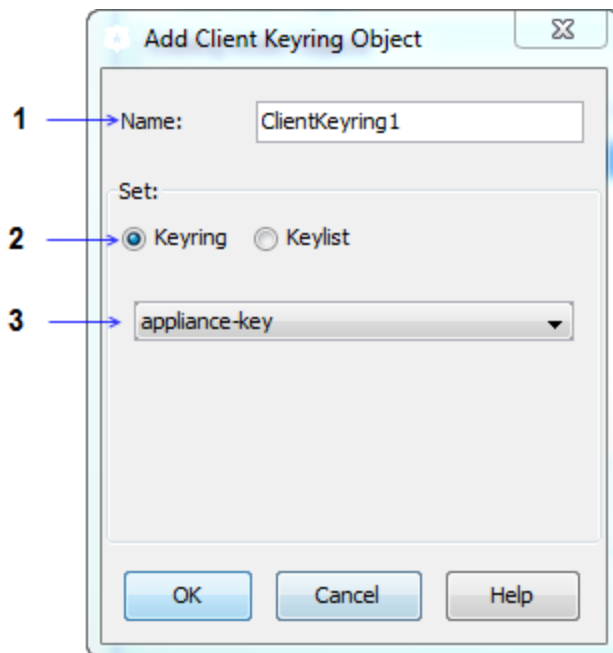 Add Client Keyring Object
1 Name: ClientKeyring1
Set:
2 Keyring Keylist
3 appliance-key
OK Cancel Help